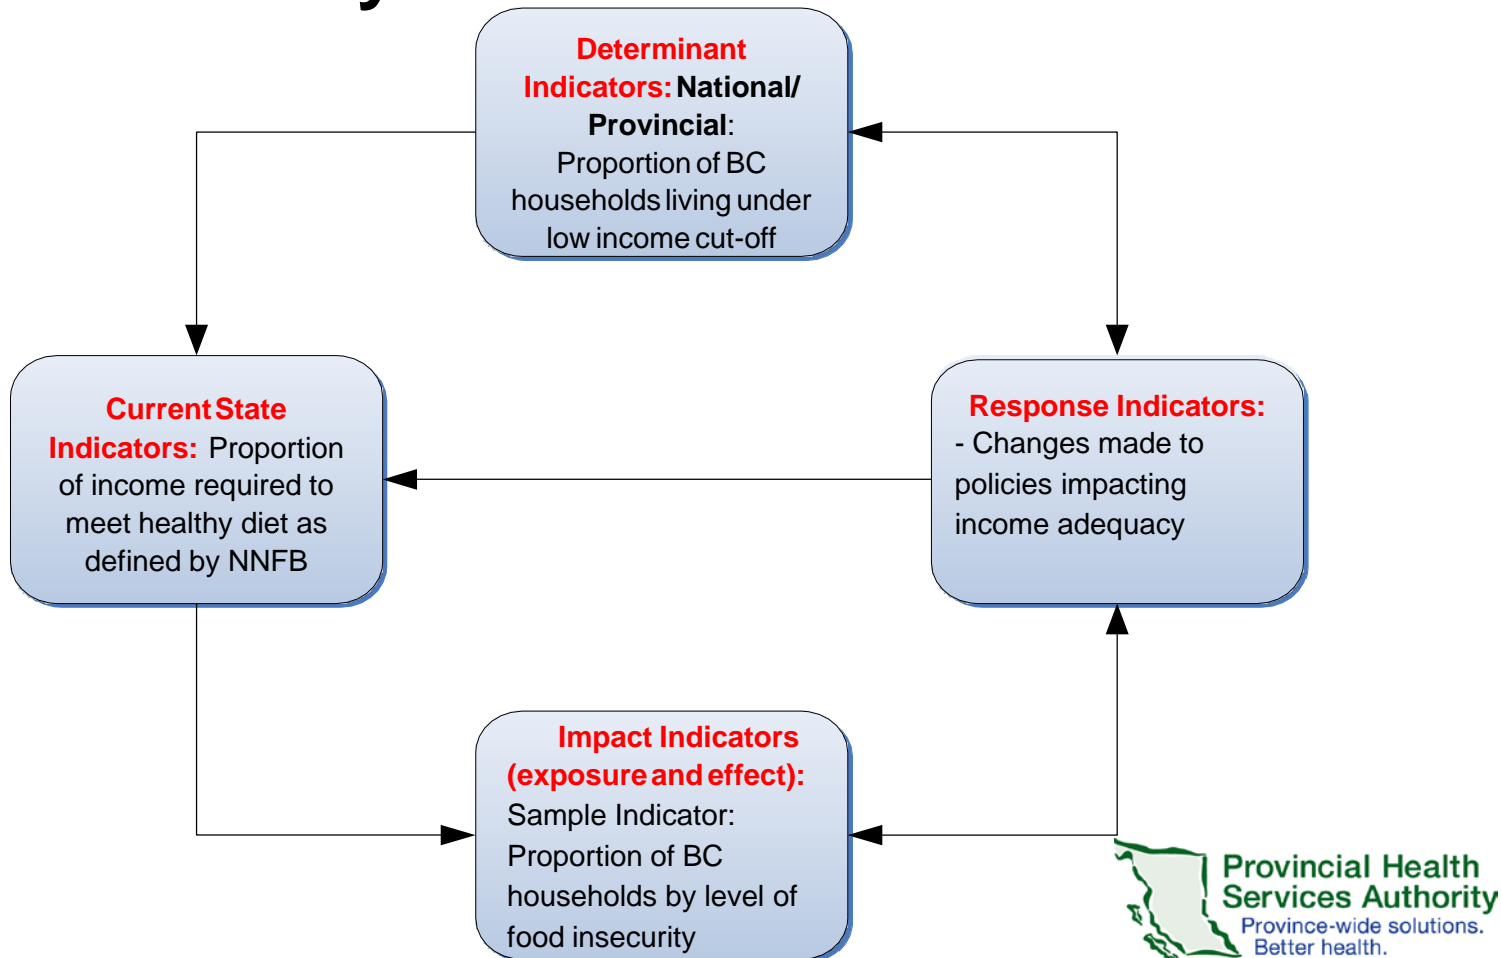 Determinant
Indicators: National/
Provincial:
Proportion of BC
households living under
low income cut-off
Current State
Indicators: Proportion
of income required to
meet healthy diet as
defined by NNFB
Response Indicators:
- Changes made to
policies impacting
income adequacy
Impact Indicators
(exposure and effect):
Sample Indicator:
Proportion of BC
households by level of
food insecurity
Provincial Health
Services Authority
Province-wide solutions.
Better health.